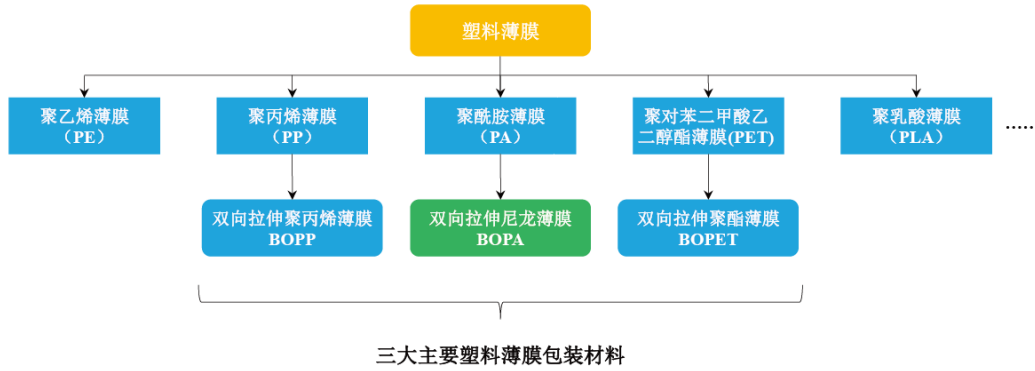 塑料薄膜
聚乙烯薄膜
（PE）
聚丙烯薄膜
（PP）
聚酰胺薄膜
（PA）
聚对苯二甲酸乙
二醇酯薄膜(PET)
聚乳酸薄膜
（PLA）
.....
双向拉伸聚丙烯薄膜
BOPP
双向拉伸尼龙薄膜
BOPA
双向拉伸聚酯薄膜
BOPET
三大主要塑料薄膜包装材料